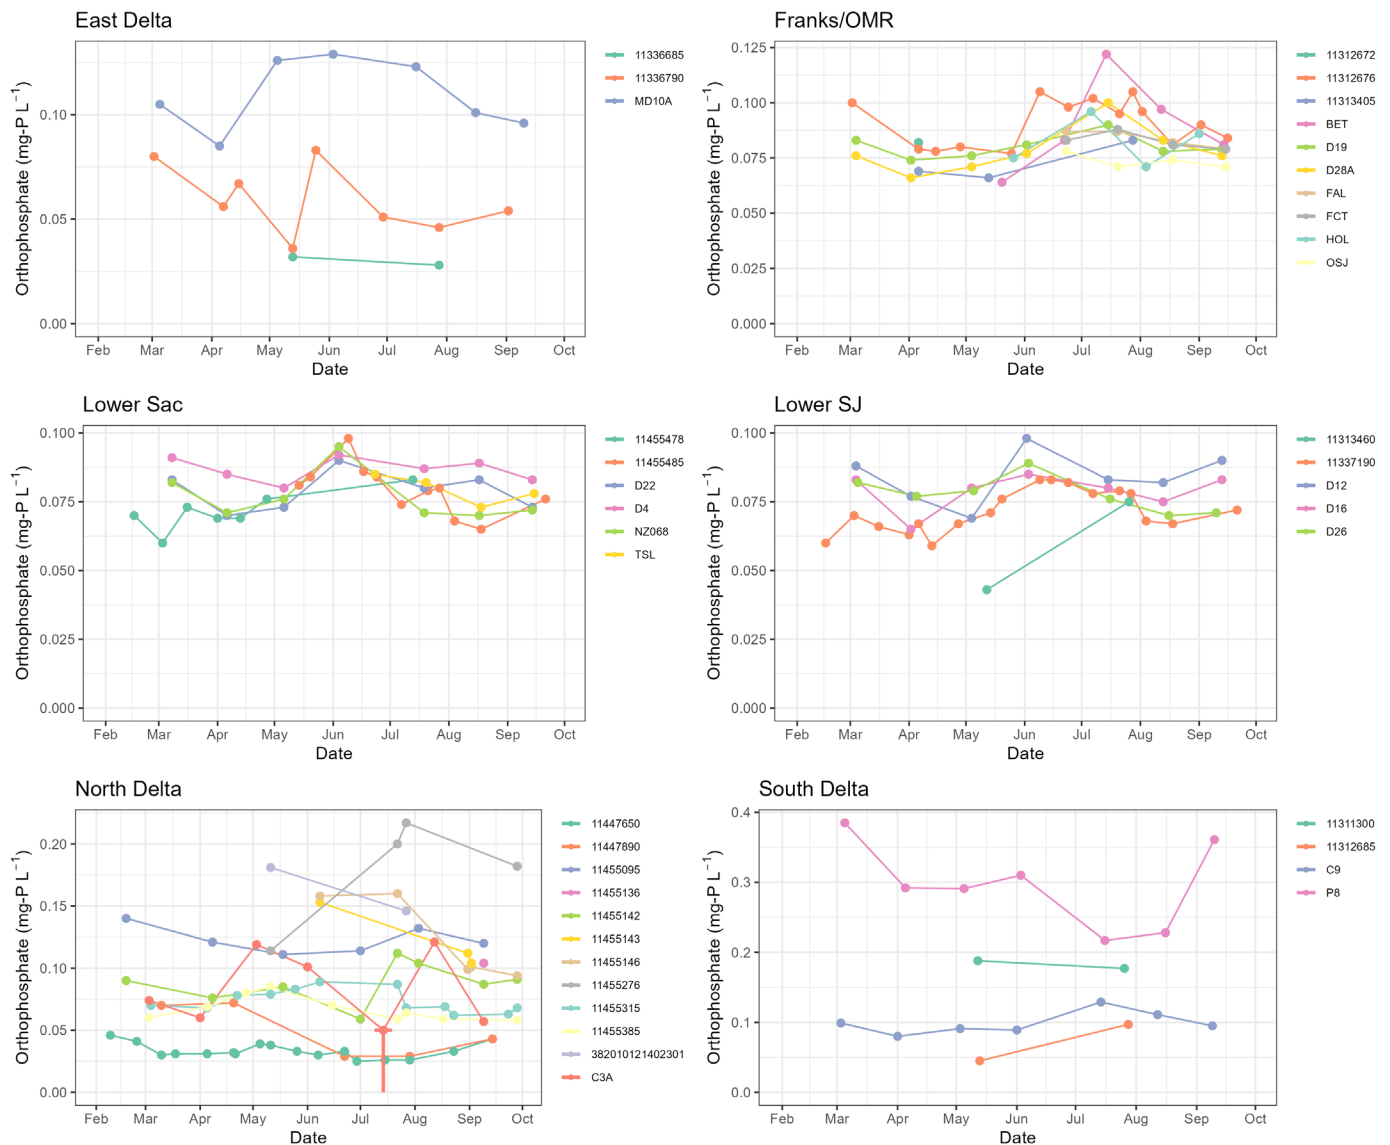 East Delta
Orthophosphate (mg-P L⁻¹)
0.10
0.05
0.00
Feb Mar Apr May Jun Jul Aug Sep Oct
Date
11336685
11336790
MD10A
Franks/OMR
Orthophosphate (mg-P L⁻¹)
0.125
0.100
0.075
0.050
0.025
0.000
Feb Mar Apr May Jun Jul Aug Sep Oct
Date
11312672
11312676
11313405
BET
D19
D28A
FAL
FCT
HOL
OSJ
Lower Sac
Orthophosphate (mg-P L⁻¹)
0.100
0.075
0.050
0.025
0.000
Feb Mar Apr May Jun Jul Aug Sep Oct
Date
11455478
11455485
D22
D4
NZ068
TSL
Lower SJ
Orthophosphate (mg-P L⁻¹)
0.100
0.075
0.050
0.025
0.000
Feb Mar Apr May Jun Jul Aug Sep Oct
Date
11313460
11337190
D12
D16
D26
North Delta
Orthophosphate (mg-P L⁻¹)
0.20
0.15
0.10
0.05
0.00
Feb Mar Apr May Jun Jul Aug Sep Oct
Date
11447650
11447890
11455095
11455136
11455142
11455143
11455146
11455276
11455315
11455385
382010121402301
C3A
South Delta
Orthophosphate (mg-P L⁻¹)
0.4
0.3
0.2
0.1
0.0
Feb Mar Apr May Jun Jul Aug Sep Oct
Date
11311300
11312685
C9
P8